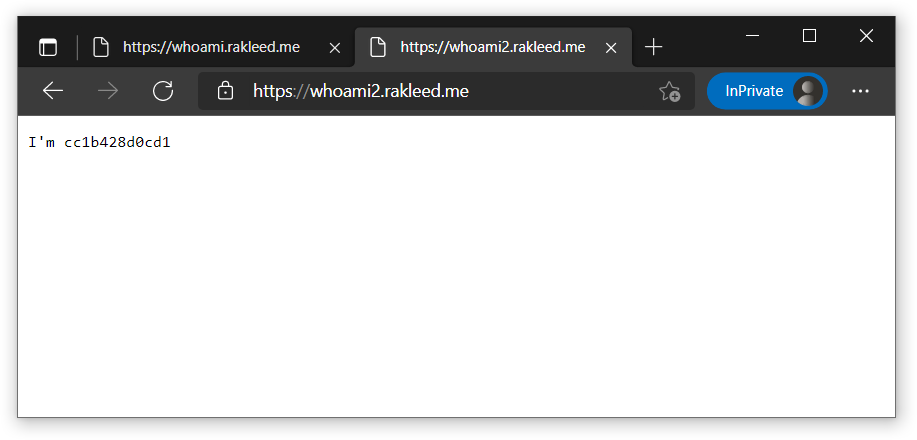 https://whoami.rakleed.me
https://whoami2.rakleed.me
https://whoami2.rakleed.me
InPrivate
I'm cc1b428d0cd1